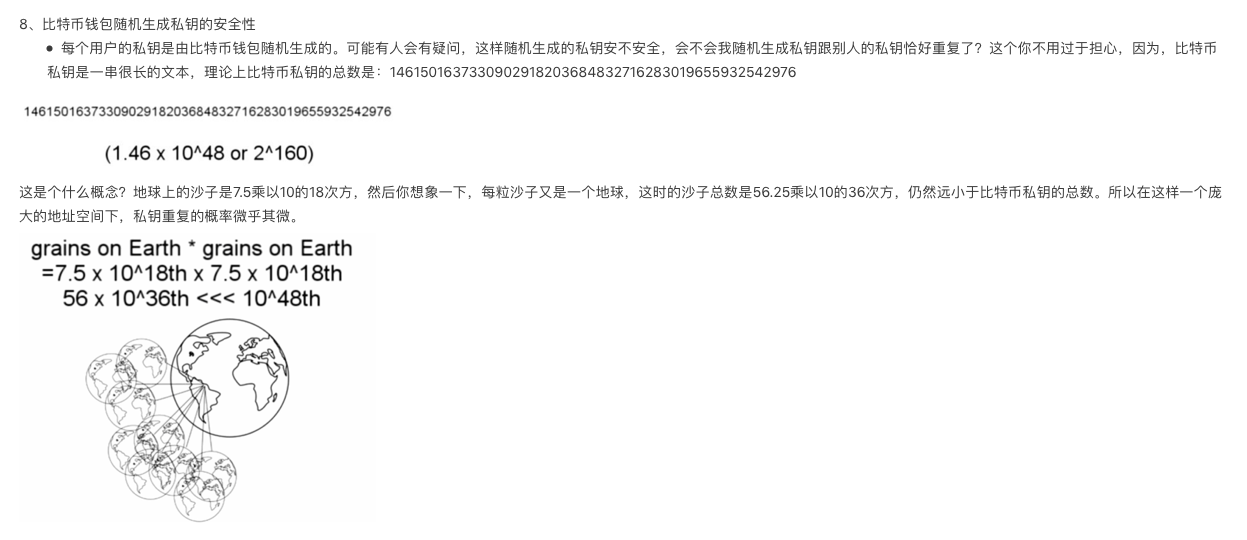 8、比特币钱包随机生成私钥的安全性
• 每个用户的私钥是由比特币钱包随机生成的。可能有人会有疑问，这样随机生成的私钥安不安全，会不会我随机生成私钥跟别人的私钥恰好重复了？这个你不用过于担心，因为，比特币
私钥是一串很长的文本，理论上比特币私钥的总数是：1461501637330902918203684832716283019655932542976
1461501637330902918203684832716283019655932542976
(1.46 x 10^48 or 2^160)
这是个什么概念？地球上的沙子是7.5乘以10的18次方，然后你想象一下，每粒沙子又是一个地球，这时的沙子总数是56.25乘以10的36次方，仍然远小于比特币私钥的总数。所以在这样一个庞
大的地址空间下，私钥重复的概率微乎其微。
grains on Earth * grains on Earth
=7.5 x 10^18th x 7.5 x 10^18th
56 x 10^36th <<< 10^48th